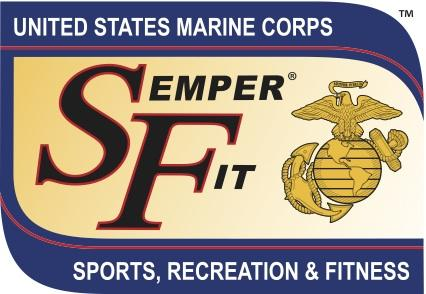 UNITED STATES MARINE CORPS ™
SEMPER®
FIT
SPORTS, RECREATION & FITNESS